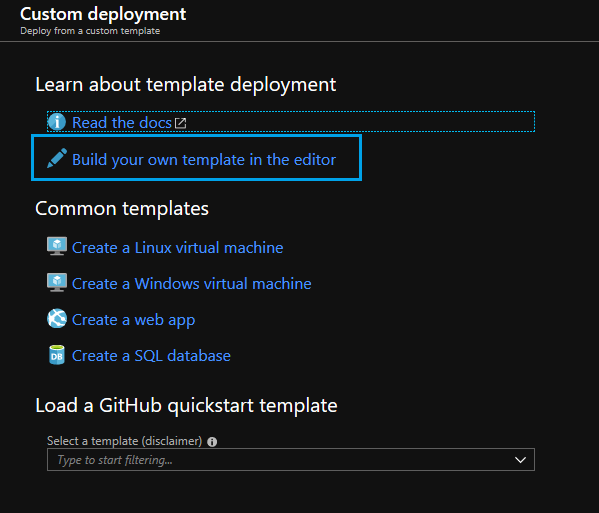 Custom deployment
Deploy from a custom template
Learn about template deployment
Read the docs
Build your own template in the editor
Common templates
Create a Linux virtual machine
Create a Windows virtual machine
Create a web app
DB Create a SQL database
Load a GitHub quickstart template
Select a template (disclaimer)
Type to start filtering...